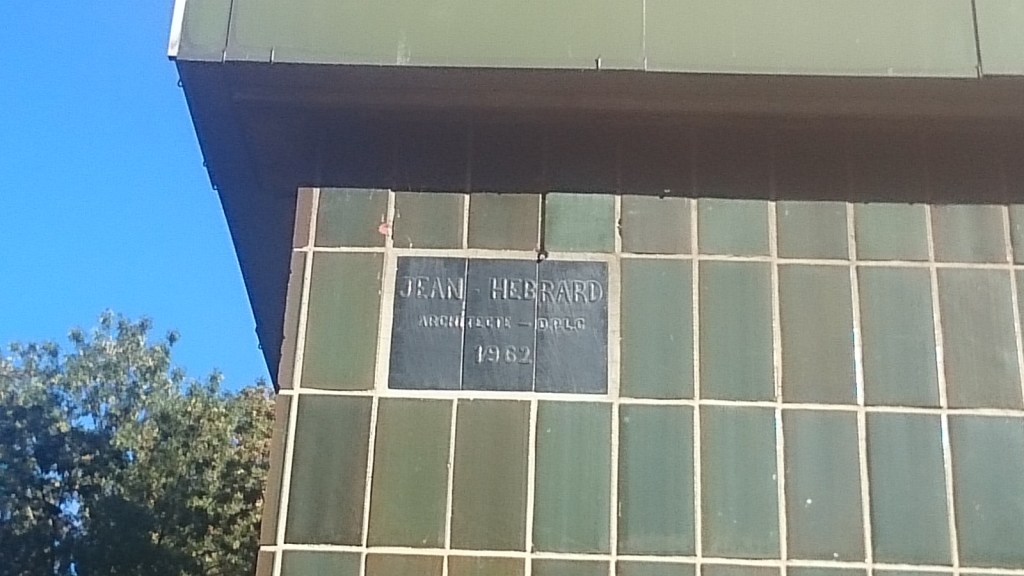 JEAN - HEBRARD
ARCHITECTE - D.P.L.G
1962